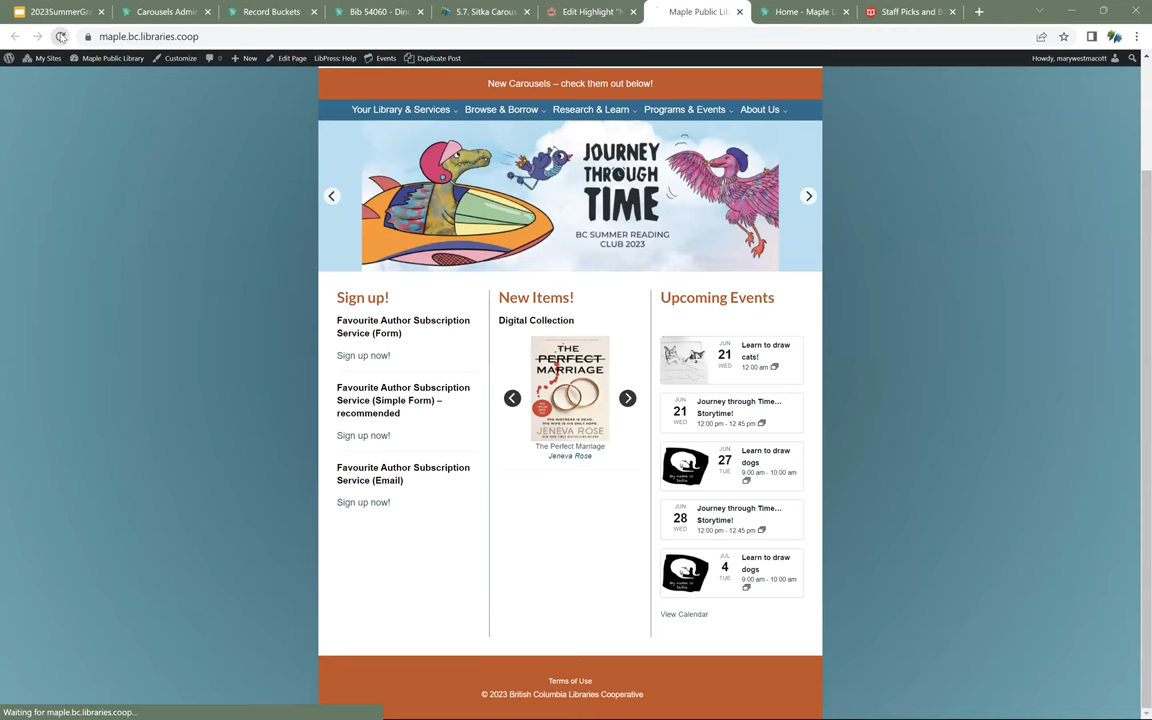 2023SummerGra
Carousels Admi
Record Buckets
Bib 54060 - Dino
5.7. Sitka Carous
Edit Highlight "N
Maple Public Lib
Home - Maple L
Staff Picks and B
maple.bc.libraries.coop
My Sites
Maple Public Library
Customize
0
New
Edit Page
LibPress: Help
Events
Duplicate Post
Howdy, marywestmacott
New Carousels – check them out below!
Your Library & Services
Browse & Borrow
Research & Learn
Programs & Events
About Us
JOURNEY
THROUGH
TIME
BC SUMMER READING
CLUB 2023
Sign up!
Favourite Author Subscription
Service (Form)
Sign up now!
Favourite Author Subscription
Service (Simple Form) –
recommended
Sign up now!
Favourite Author Subscription
Service (Email)
Sign up now!
New Items!
Digital Collection
THE
PERFECT
MARRIAGE
JENEVA ROSE
The Perfect Marriage
Jeneva Rose
Upcoming Events
JUN
21
WED
Learn to draw
cats!
12:00 am
JUN
21
WED
Journey through Time...
Storytime!
12:00 pm - 12:45 pm
JUN
27
TUE
Learn to draw
dogs
9:00 am - 10:00 am
JUN
28
WED
Journey through Time...
Storytime!
12:00 pm - 12:45 pm
JUL
4
TUE
Learn to draw
dogs
9:00 am - 10:00 am
View Calendar
Terms of Use
© 2023 British Columbia Libraries Cooperative
Waiting for maple.bc.libraries.coop...